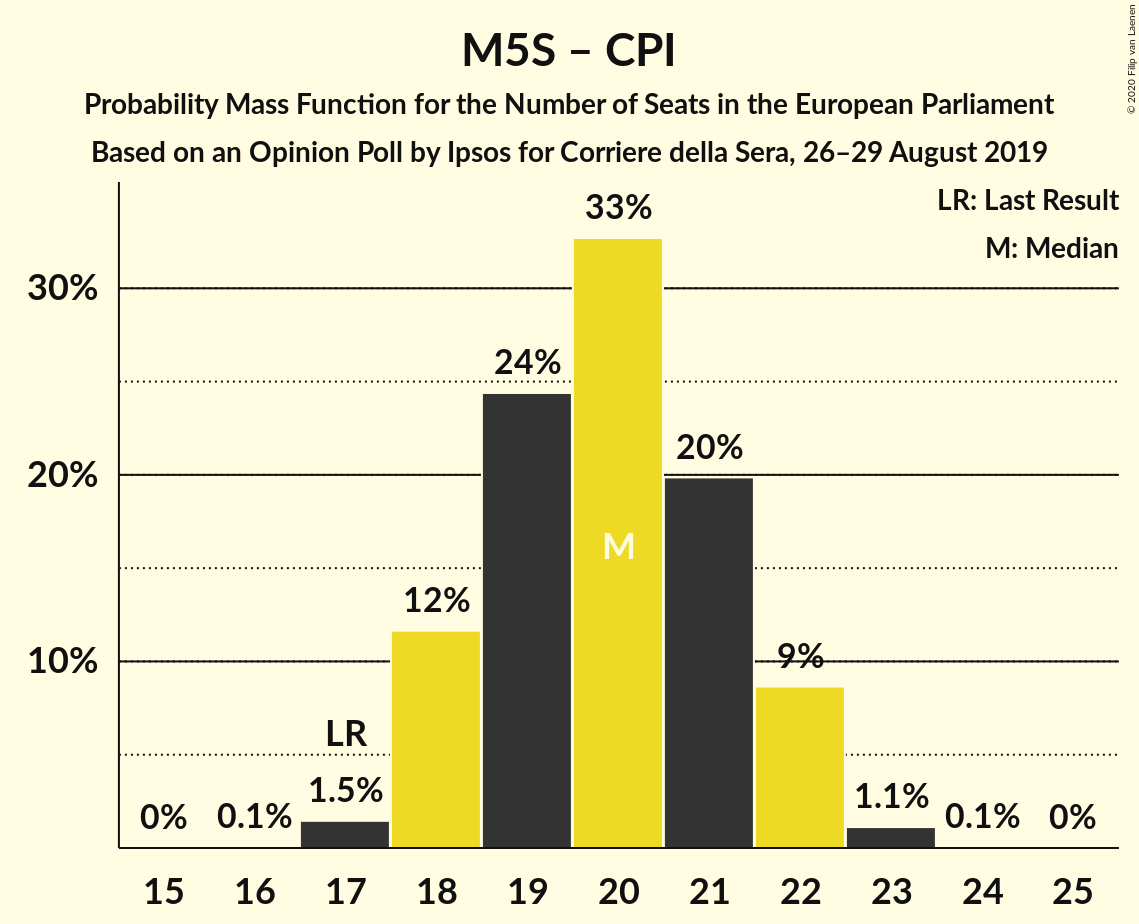 M5S – CPI
Probability Mass Function for the Number of Seats in the European Parliament
Based on an Opinion Poll by Ipsos for Corriere della Sera, 26–29 August 2019
© 2020 Filip van Laenen
LR: Last Result
M: Median
33%
30%
24%
20%
20%
M
12%
10%
9%
LR
1.5%
1.1%
0%
0.1%
0.1%
0%
15 16 17 18 19 20 21 22 23 24 25